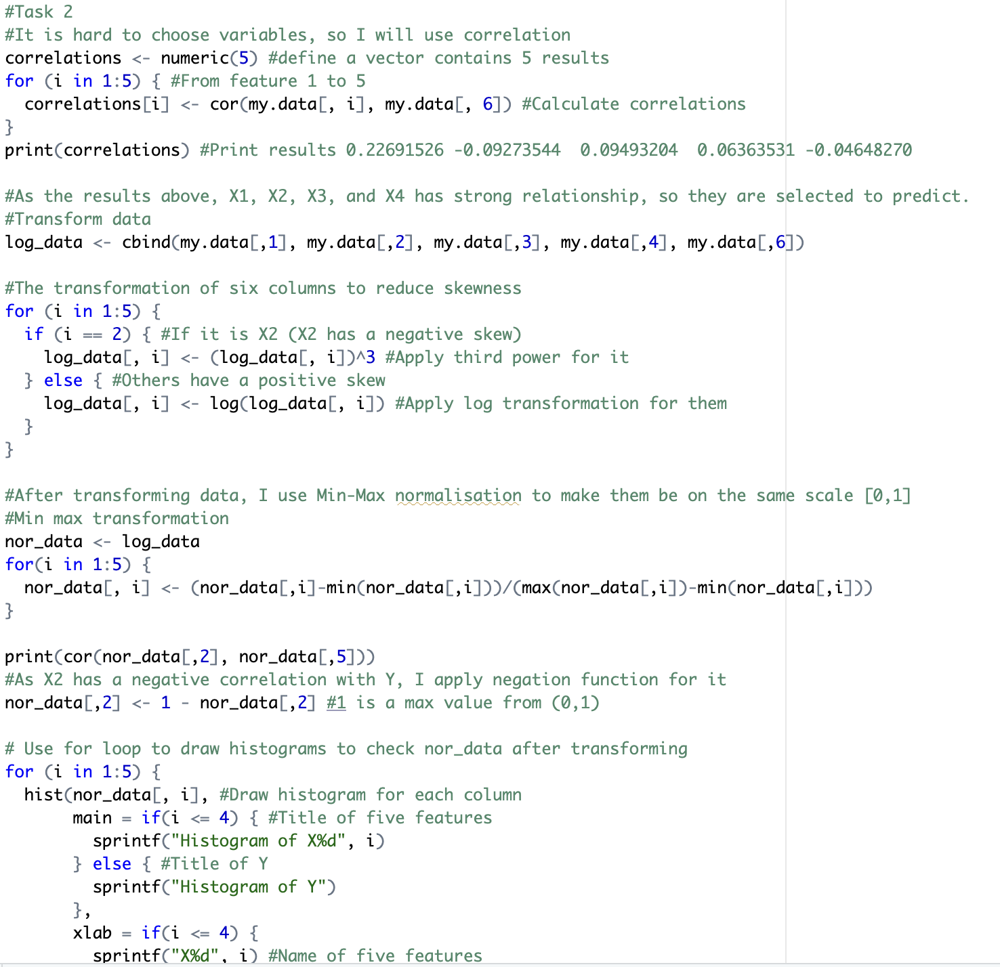 #Task 2
#It is hard to choose variables, so I will use correlation
correlations <- numeric(5) #define a vector contains 5 results
for (i in 1:5) { #From feature 1 to 5
  correlations[i] <- cor(my.data[, i], my.data[, 6]) #Calculate correlations
}
print(correlations) #Print results 0.22691526 -0.09273544  0.09493204  0.06363531 -0.04648270

#As the results above, X1, X2, X3, and X4 has strong relationship, so they are selected to predict.
#Transform data
log_data <- cbind(my.data[,1], my.data[,2], my.data[,3], my.data[,4], my.data[,6])

#The transformation of six columns to reduce skewness
for (i in 1:5) {
  if (i == 2) { #If it is X2 (X2 has a negative skew)
    log_data[, i] <- (log_data[, i])^3 #Apply third power for it
  } else { #Others have a positive skew
    log_data[, i] <- log(log_data[, i]) #Apply log transformation for them
  }
}

#After transforming data, I use Min-Max normalisation to make them be on the same scale [0,1]
#Min max transformation
nor_data <- log_data
for(i in 1:5) {
  nor_data[, i] <- (nor_data[,i]-min(nor_data[,i]))/(max(nor_data[,i])-min(nor_data[,i]))
}

print(cor(nor_data[,2], nor_data[,5]))
#As X2 has a negative correlation with Y, I apply negation function for it
nor_data[,2] <- 1 - nor_data[,2] #1 is a max value from (0,1)

# Use for loop to draw histograms to check nor_data after transforming
for (i in 1:5) {
  hist(nor_data[, i], #Draw histogram for each column
       main = if(i <= 4) { #Title of five features
         sprintf("Histogram of X%d", i)
       } else { #Title of Y
         sprintf("Histogram of Y")
       },
       xlab = if(i <= 4) {
         sprintf("X%d", i) #Name of five features